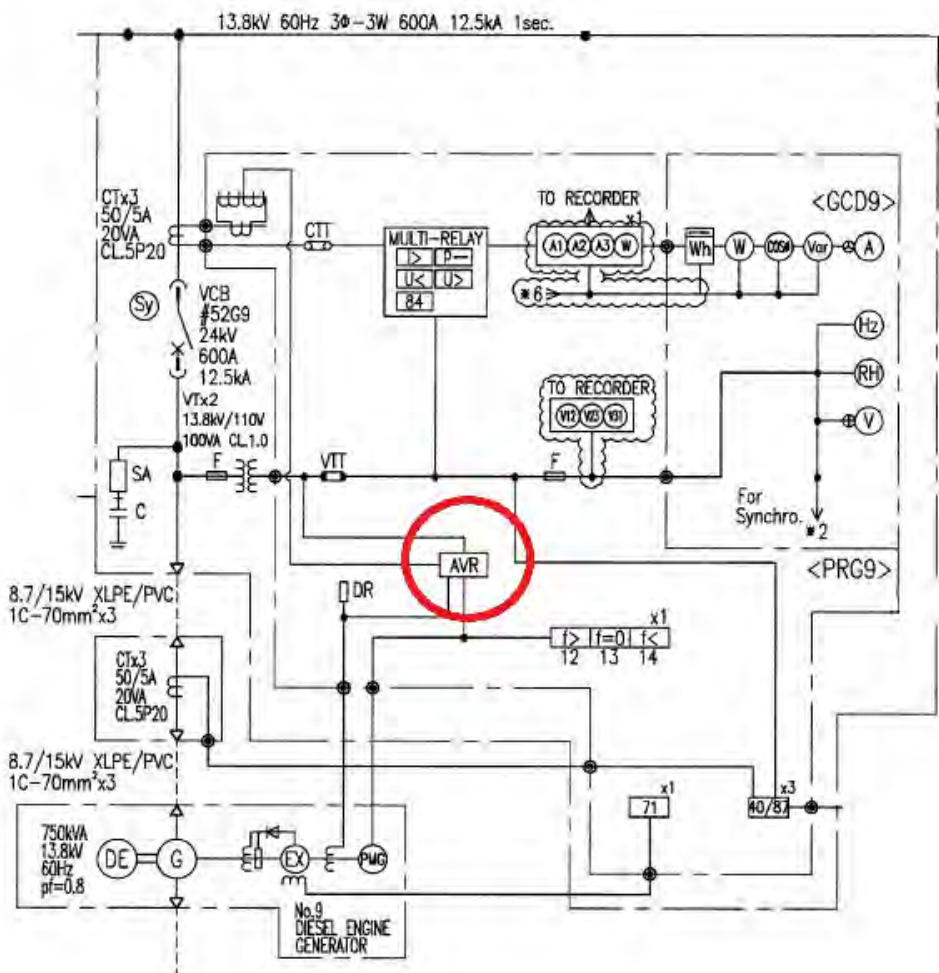 13.8kV 60Hz 3Φ-3W 600A 12.5kA 1sec.
CTx3
50/5A
20VA
CL.5P20
CTT
MULTI-RELAY
I> P←
U< U>
84
TO RECORDER
x1
A1 A2 A3 W
※6
<GCD9>
Wh W COSΦ Var A
Hz
RH
V
Sy
VCB
#52G9
24kV
600A
12.5kA
VTx2
13.8kV/110V
100VA CL.1.0
TO RECORDER
V12 V23 V31
F VTT F
SA
C
For
Synchro.
※2
<PRG9>
AVR
DR
8.7/15kV XLPE/PVC
1C-70mm²x3
x1
f> f=0 f<
12 13 14
CTx3
50/5A
20VA
CL.5P20
8.7/15kV XLPE/PVC
1C-70mm²x3
x1
71
x3
40/87
750kVA
13.8kV
60Hz
pf=0.8
DE G EX PMG
No.9
DIESEL ENGINE
GENERATOR